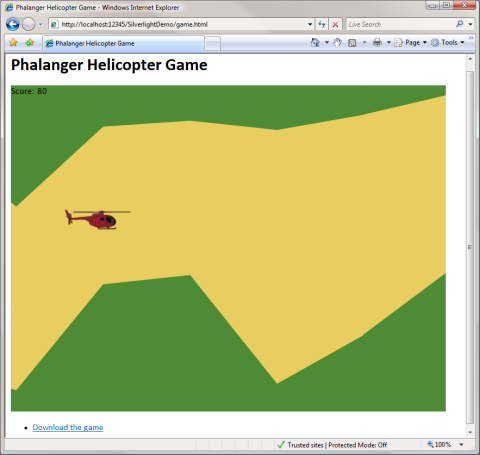 Phalanger Helicopter Game - Windows Internet Explorer
http://localhost:12345/SilverlightDemo/game.html
Live Search
Phalanger Helicopter Game
Page
Tools
Phalanger Helicopter Game
Score: 80
Download the game
Trusted sites | Protected Mode: Off
100%